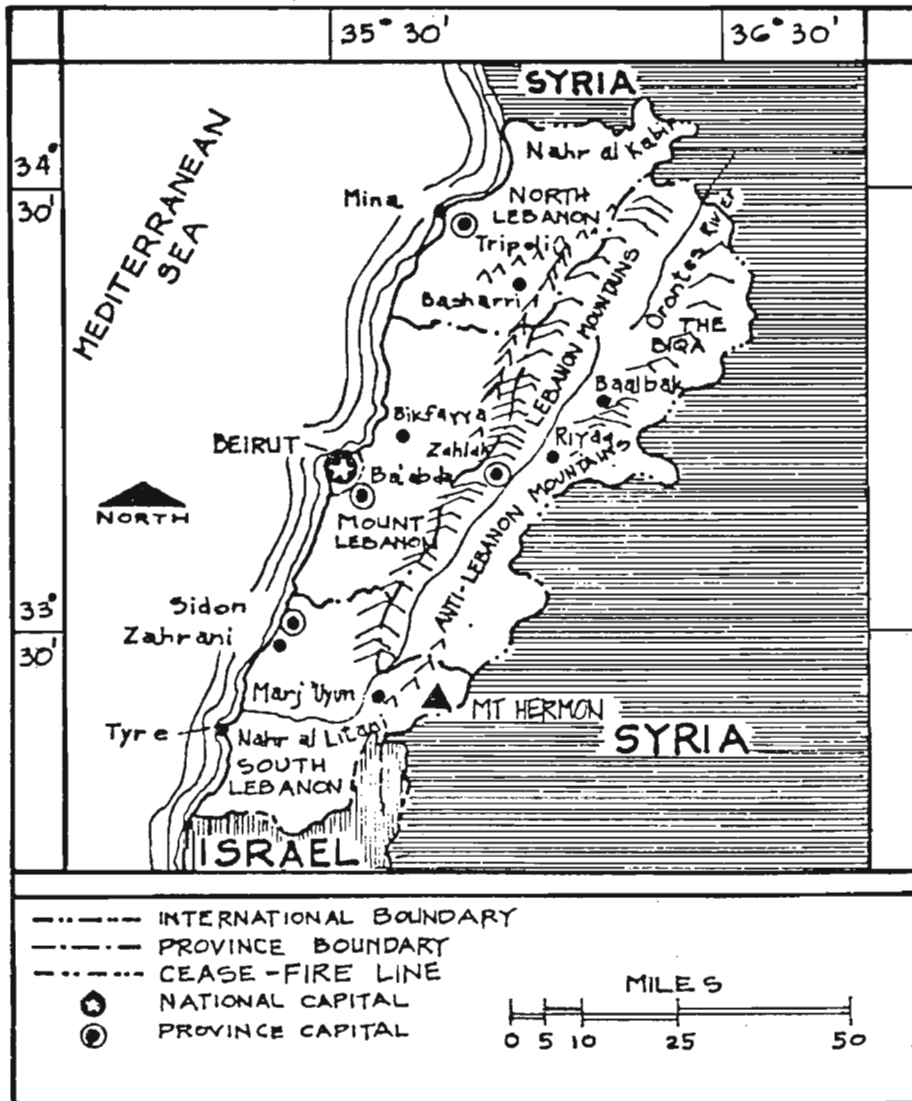 35° 30'
36° 30'
SYRIA
Nahr al Kabir
34°
30'
MEDITERRANEAN
SEA
Mina
NORTH
LEBANON
Tripoli
Basharri
Orontes River
THE
BIQA
LEBANON MOUNTAINS
Baalbak
Bikfayya
BEIRUT
Zahlah
Riyaq
Ba'abda
NORTH
MOUNT
LEBANON
ANTI-LEBANON MOUNTAINS
33°
30'
Sidon
Zahrani
Marj 'Uyun
MT HERMON
Tyre
Nahr al Litani
SYRIA
SOUTH
LEBANON
ISRAEL
INTERNATIONAL BOUNDARY
PROVINCE BOUNDARY
CEASE-FIRE LINE
NATIONAL CAPITAL
PROVINCE CAPITAL
MILES
0 5 10 25 50